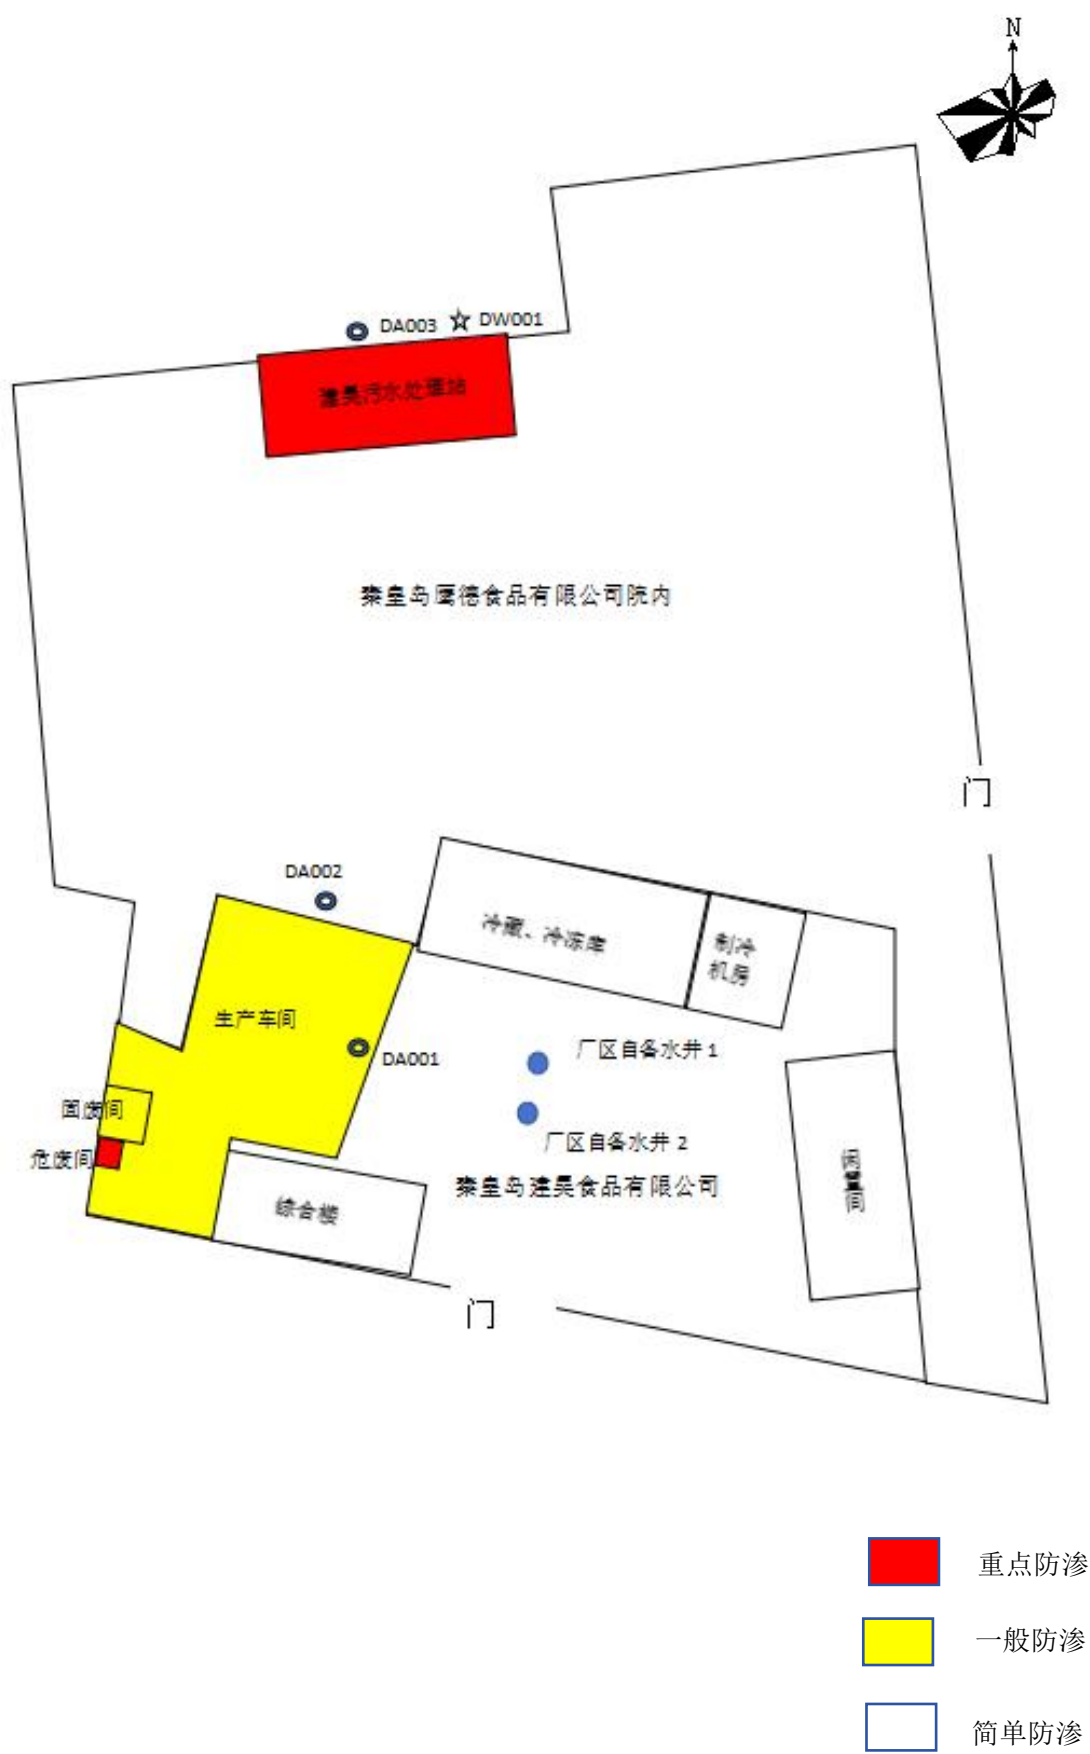 N
DA003 ☆ DW001
建昊污水处理站
秦皇岛鹰德食品有限公司院内
门
DA002
冷藏、冷冻库
制冷
机房
生产车间
DA001
厂区自备水井 1
固废间
厂区自备水井 2
危废间
秦皇岛建昊食品有限公司
综合楼
门
重点防渗
一般防渗
简单防渗